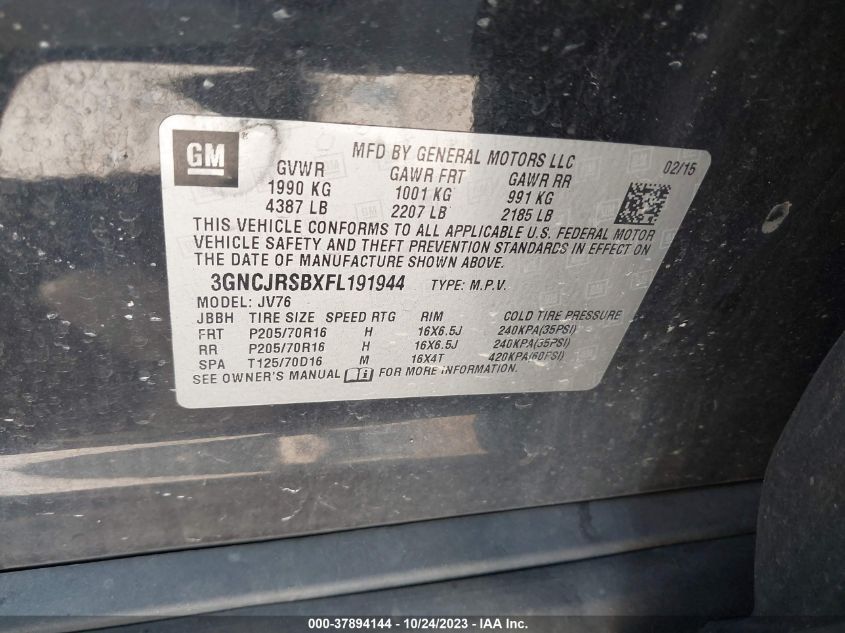 GM
MFD BY GENERAL MOTORS LLC 02/15
GVWR GAWR FRT GAWR RR
1990 KG 1001 KG 991 KG
4387 LB 2207 LB 2185 LB
THIS VEHICLE CONFORMS TO ALL APPLICABLE U.S. FEDERAL MOTOR
VEHICLE SAFETY AND THEFT PREVENTION STANDARDS IN EFFECT ON
THE DATE OF MANUFACTURE SHOWN ABOVE.
3GNCJRSBXFL191944 TYPE: M.P.V.
MODEL: JV76
JBBH TIRE SIZE SPEED RTG RIM COLD TIRE PRESSURE
FRT P205/70R16 H 16X6.5J 240KPA(35PSI)
RR P205/70R16 H 16X6.5J 240KPA(35PSI)
SPA T125/70D16 M 16X4T 420KPA(60PSI)
SEE OWNER'S MANUAL FOR MORE INFORMATION.
000-37894144 - 10/24/2023 - IAA Inc.